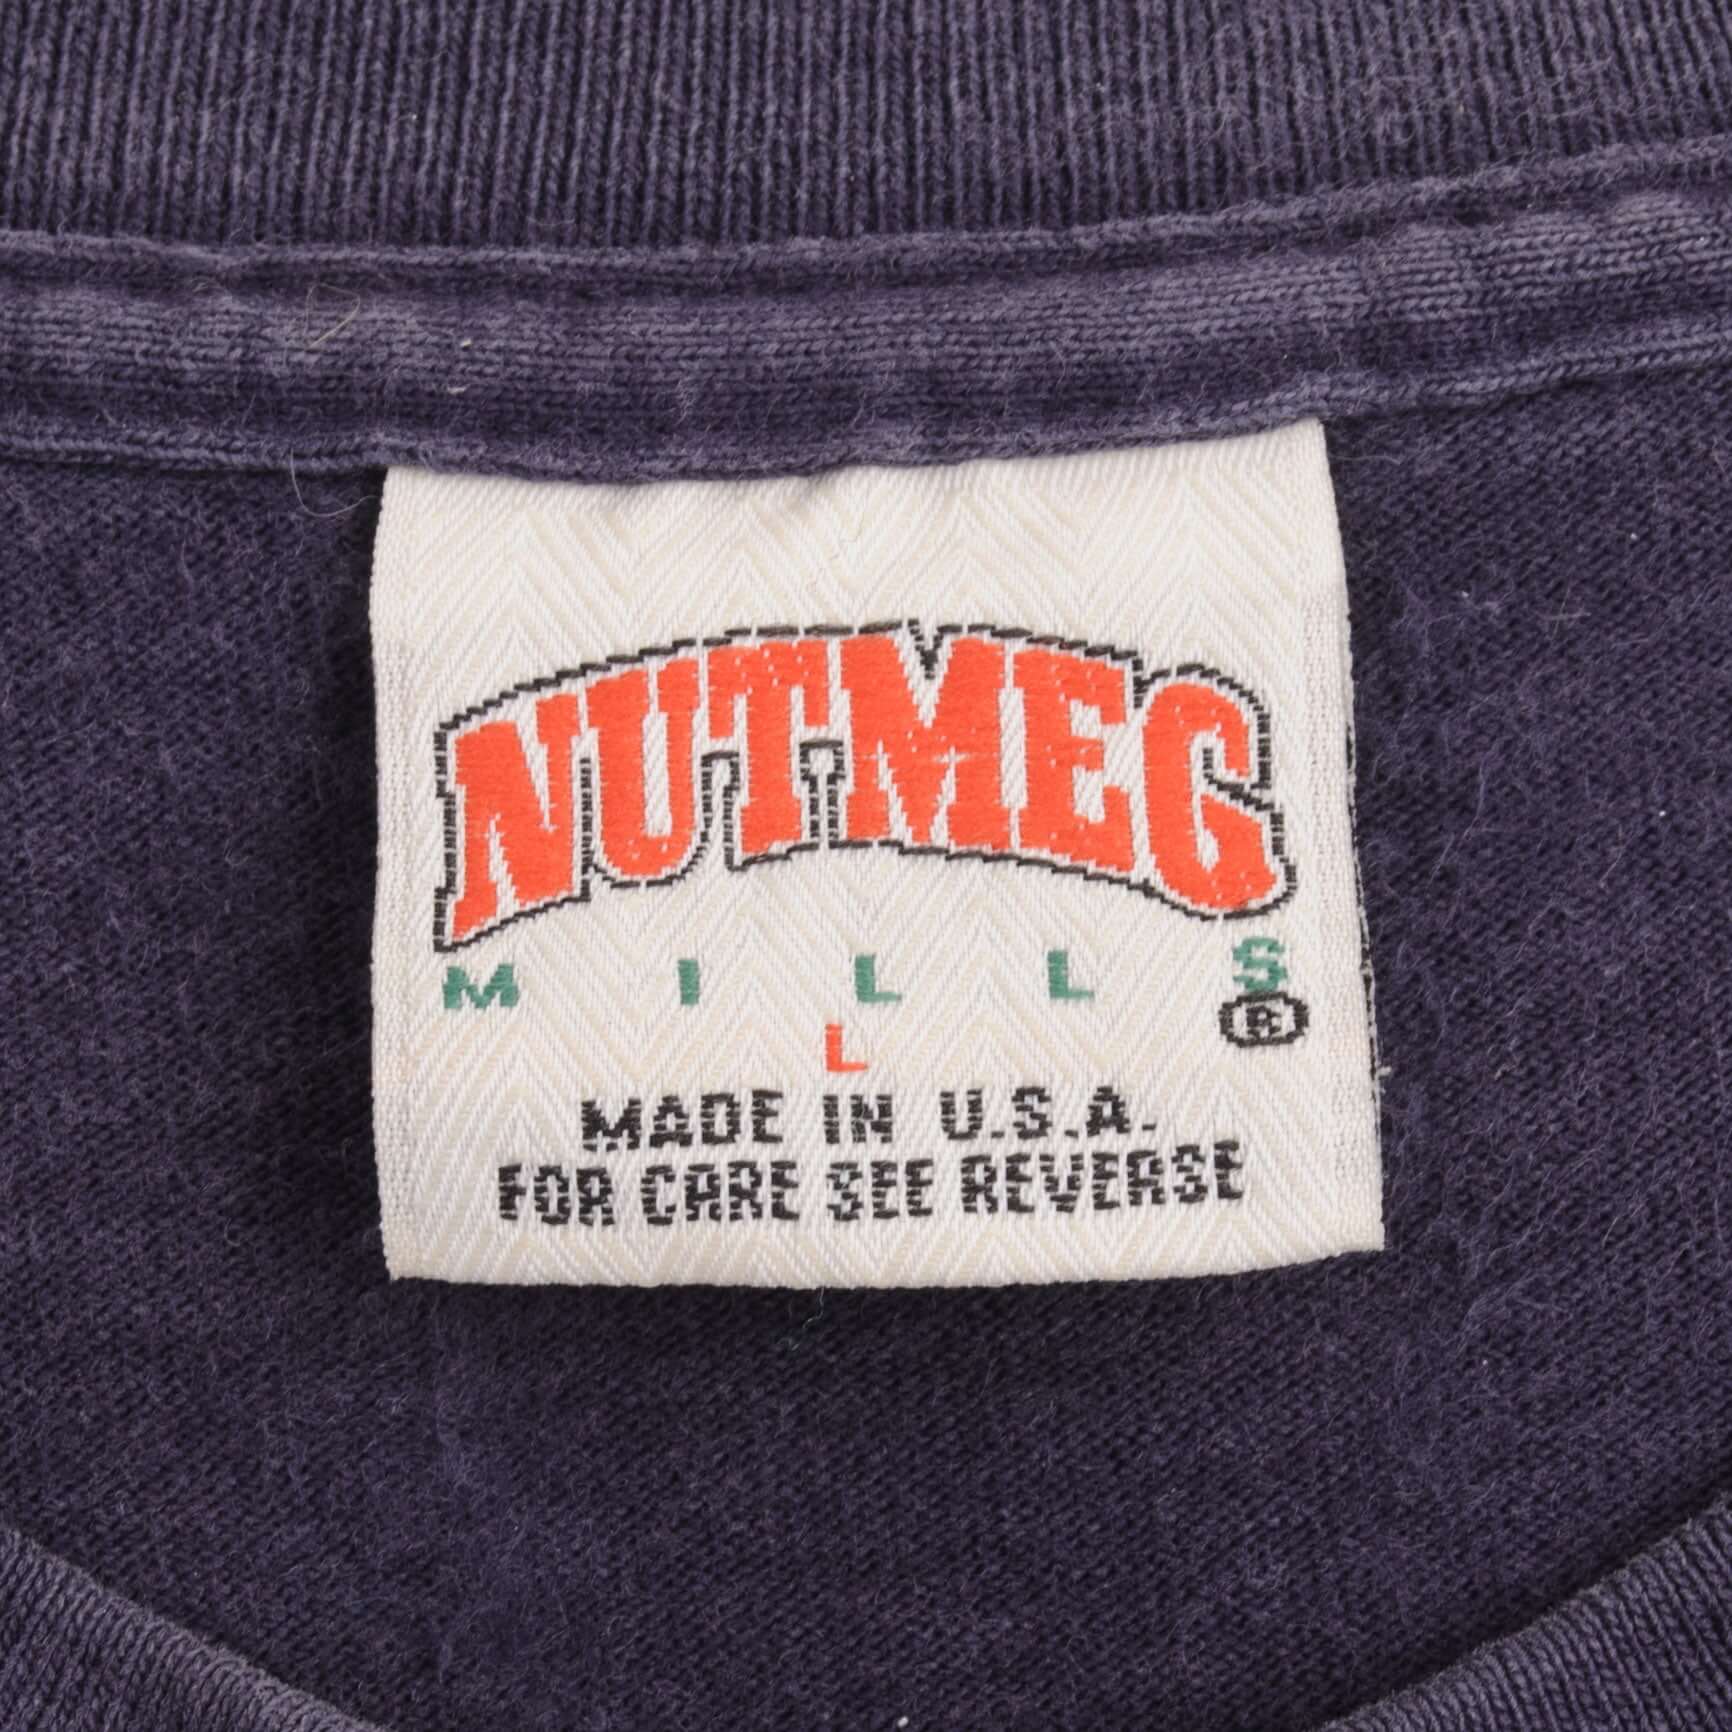 NUTMEG
MILLS
®
L
MADE IN U.S.A.
FOR CARE SEE REVERSE